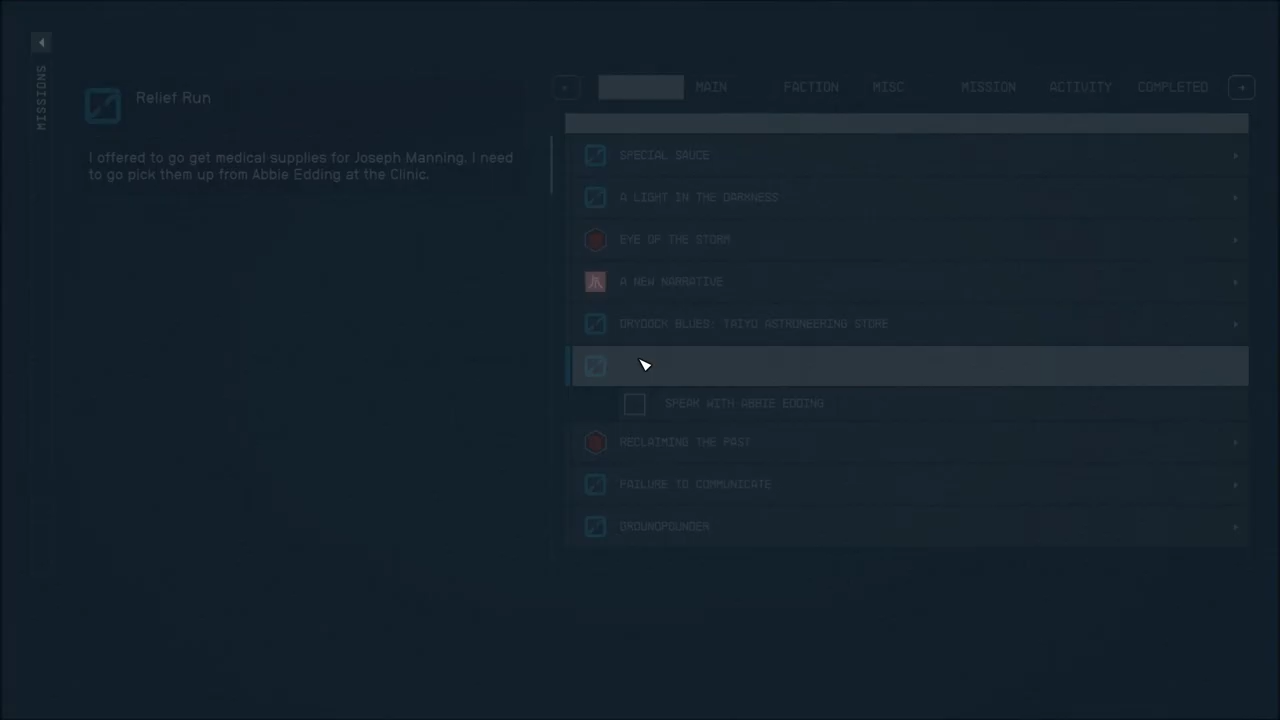 MISSIONS
Relief Run
I offered to go get medical supplies for Joseph Manning. I need
to go pick them up from Abbie Edding at the Clinic.
MAIN FACTION MISC MISSION ACTIVITY COMPLETED
SPECIAL SAUCE
A LIGHT IN THE DARKNESS
EYE OF THE STORM
A NEW NARRATIVE
DRYDOCK BLUES: TAIYO ASTRONEERING STORE
SPEAK WITH ABBIE EDDING
RECLAIMING THE PAST
FAILURE TO COMMUNICATE
GROUNDPOUNDER